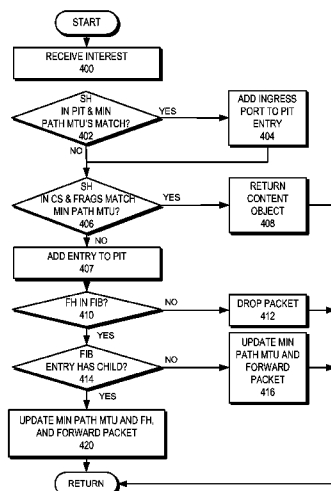 START
RECEIVE INTEREST
400
SH
IN PIT & MIN
PATH MTU'S MATCH?
402
YES
ADD INGRESS
PORT TO PIT
ENTRY
404
NO
SH
IN CS & FRAGS MATCH
MIN PATH MTU?
406
YES
RETURN
CONTENT
OBJECT
408
NO
ADD ENTRY TO PIT
407
FH IN FIB?
410
NO
DROP PACKET
412
YES
FIB
ENTRY HAS CHILD?
414
NO
UPDATE MIN
PATH MTU AND
FORWARD
PACKET
416
YES
UPDATE MIN PATH MTU AND FH,
AND FORWARD PACKET
420
RETURN